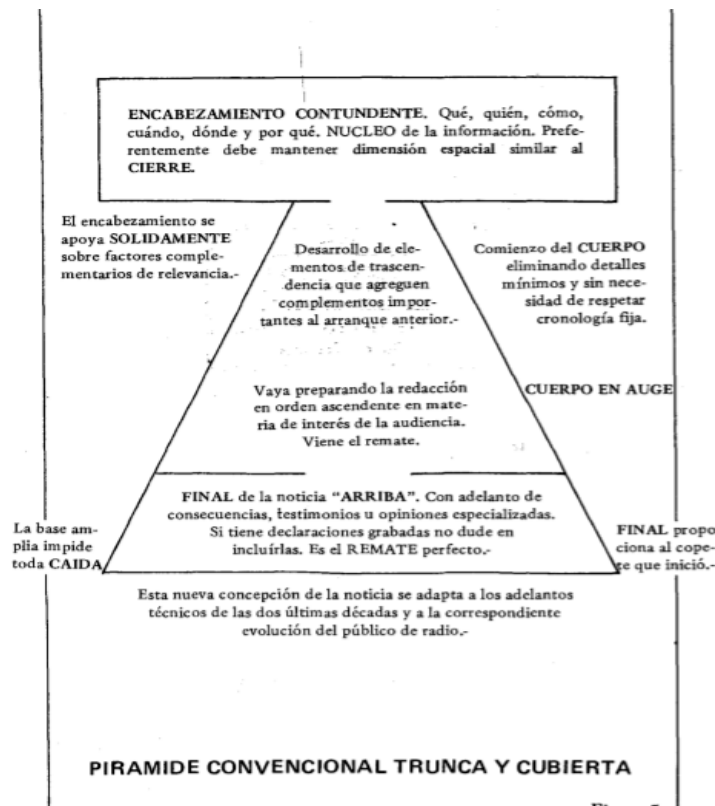 ENCABEZAMIENTO CONTUNDENTE. Qué, quién, cómo,
cuándo, dónde y por qué. NUCLEO de la información. Prefe-
rentemente debe mantener dimensión espacial similar al
CIERRE.
El encabezamiento se
apoya SOLIDAMENTE
sobre factores comple-
mentarios de relevancia.-
Desarrollo de ele-
mentos de trascen-
dencia que agreguen
complementos impor-
tantes al arranque anterior.-
Comienzo del CUERPO
eliminando detalles
mínimos y sin nece-
sidad de respetar
cronología fija.
Vaya preparando la redacción
en orden ascendente en mate-
ria de interés de la audiencia.
Viene el remate.
CUERPO EN AUGE
FINAL de la noticia “ARRIBA”. Con adelanto de
consecuencias, testimonios u opiniones especializadas.
Si tiene declaraciones grabadas no dude en
incluírlas. Es el REMATE perfecto.-
La base am-
plia impide
toda CAIDA
FINAL propo
ciona al cope-
te que inició.-
Esta nueva concepción de la noticia se adapta a los adelantos
técnicos de las dos últimas décadas y a la correspondiente
evolución del público de radio.-
PIRAMIDE CONVENCIONAL TRUNCA Y CUBIERTA